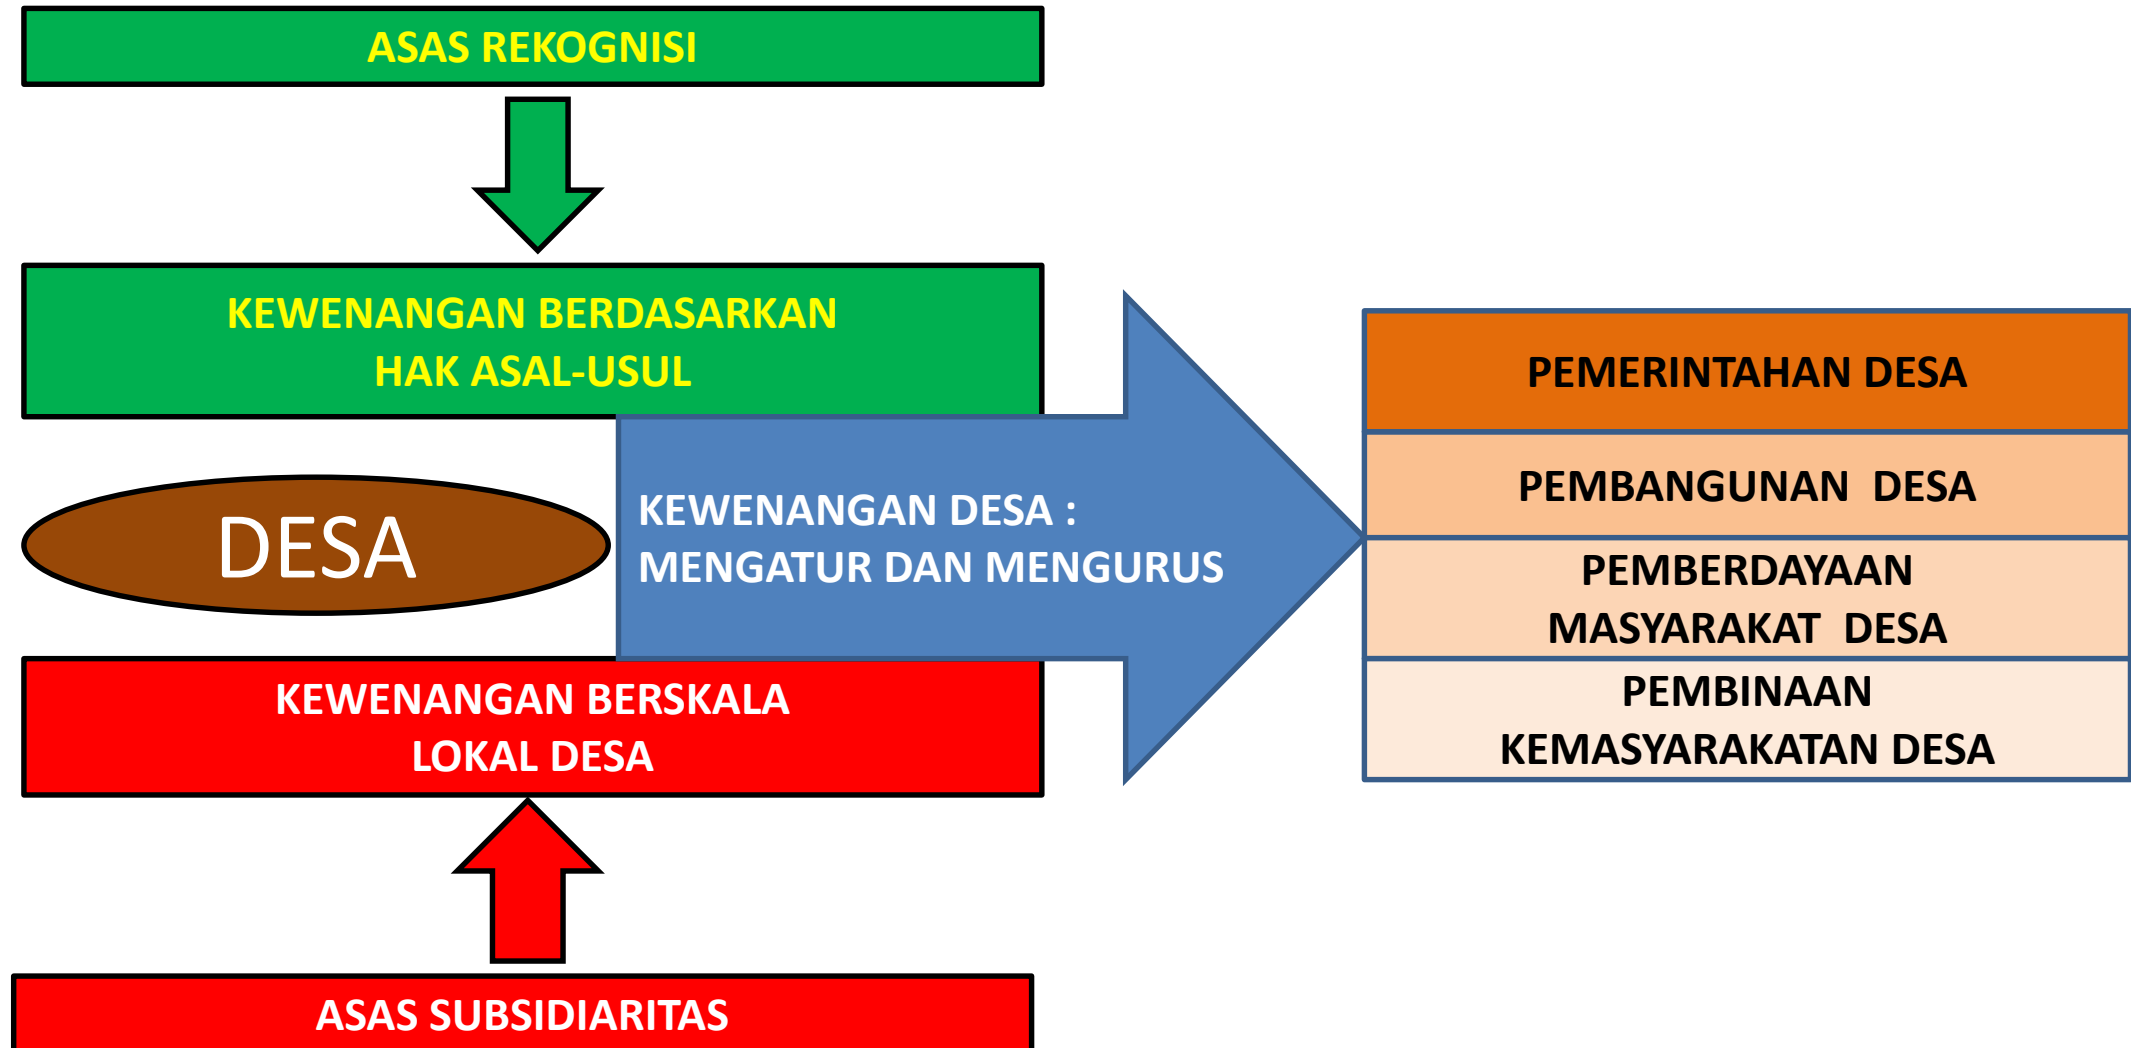 ASAS REKOGNISI
KEWENANGAN BERDASARKAN
HAK ASAL-USUL
DESA
KEWENANGAN DESA :
MENGATUR DAN MENGURUS
KEWENANGAN BERSKALA
LOKAL DESA
ASAS SUBSIDIARITAS
PEMERINTAHAN DESA
PEMBANGUNAN  DESA
PEMBERDAYAAN
MASYARAKAT  DESA
PEMBINAAN
KEMASYARAKATAN DESA